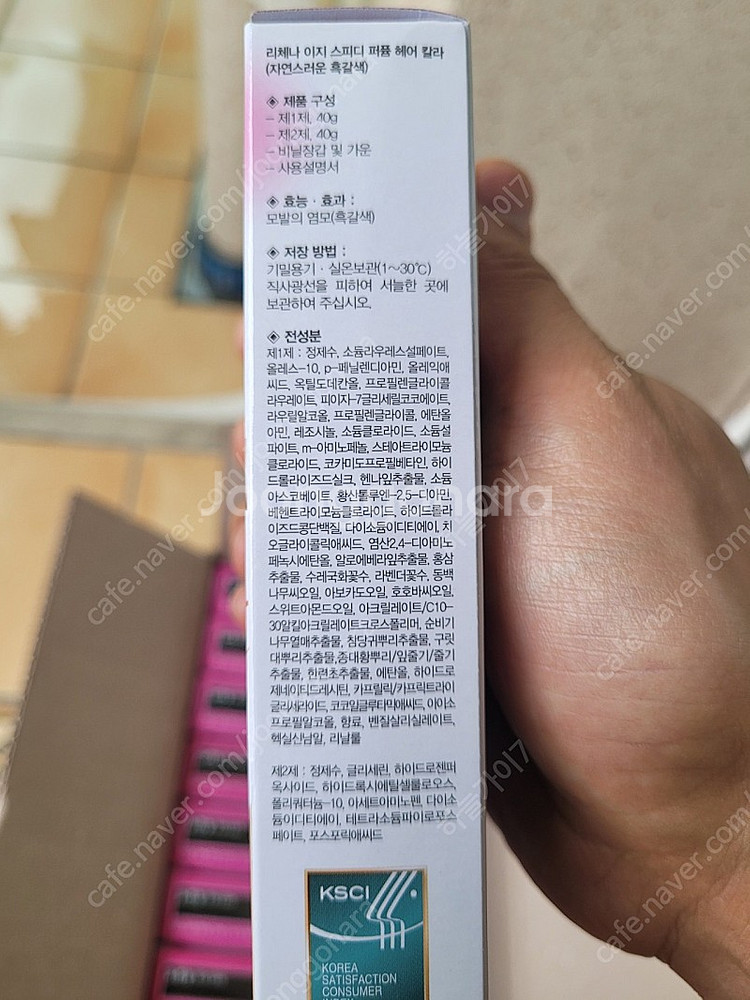 리체나 이지 스피디 퍼퓸 헤어 칼라
(자연스러운 흑갈색)
◈ 제품 구성
- 제1제, 40g
- 제2제, 40g
- 비닐장갑 및 가운
- 사용설명서
◈ 효능 · 효과 :
모발의 염모(흑갈색)
◈ 저장 방법 :
기밀용기 · 실온보관(1~30℃)
직사광선을 피하여 서늘한 곳에
보관하여 주십시오.
◈ 전성분
제1제 : 정제수, 소듐라우레스설페이트,
올레스-10, p-페닐렌디아민, 올레익애
씨드, 옥틸도데칸올, 프로필렌글라이콜
라우레이트, 피이지-7글리세릴코코에이트,
라우릴알코올, 프로필렌글라이콜, 에탄올
아민, 레조시놀, 소듐클로라이드, 소듐설
파이트, m-아미노페놀, 스테아트라이모늄
클로라이드, 코카미도프로필베타인, 하이
드롤라이즈드실크, 헨나잎추출물, 소듐
아스코베이트, 황산톨루엔-2,5-디아민,
베헨트라이모늄클로라이드, 하이드롤라
이즈드콩단백질, 다이소듐이디티에이, 치
오글라이콜릭애씨드, 염산2,4-디아미노
페녹시에탄올, 알로에베라잎추출물, 홍삼
추출물, 수레국화꽃수, 라벤더꽃수, 동백
나무씨오일, 아보카도오일, 호호바씨오일,
스위트아몬드오일, 아크릴레이트/C10-
30알킬아크릴레이트크로스폴리머, 순비기
나무열매추출물, 참당귀뿌리추출물, 구릿
대뿌리추출물,종대황뿌리/잎줄기/줄기
추출물, 한련초추출물, 에탄올, 하이드로
제네이티드레시틴, 카프릴릭/카프릭트라이
글리세라이드, 코코일글루타믹애씨드, 아이소
프로필알코올, 향료, 벤질살리실레이트,
헥실신남알, 리날룰
제2제 : 정제수, 글리세린, 하이드로젠퍼
옥사이드, 하이드록시에틸셀룰로오스,
폴리쿼터늄-10, 아세트아미노펜, 다이소
듐이디티에이, 테트라소듐파이로포스
페이트, 포스포릭애씨드
KSCI
KOREA
SATISFACTION
CONSUMER